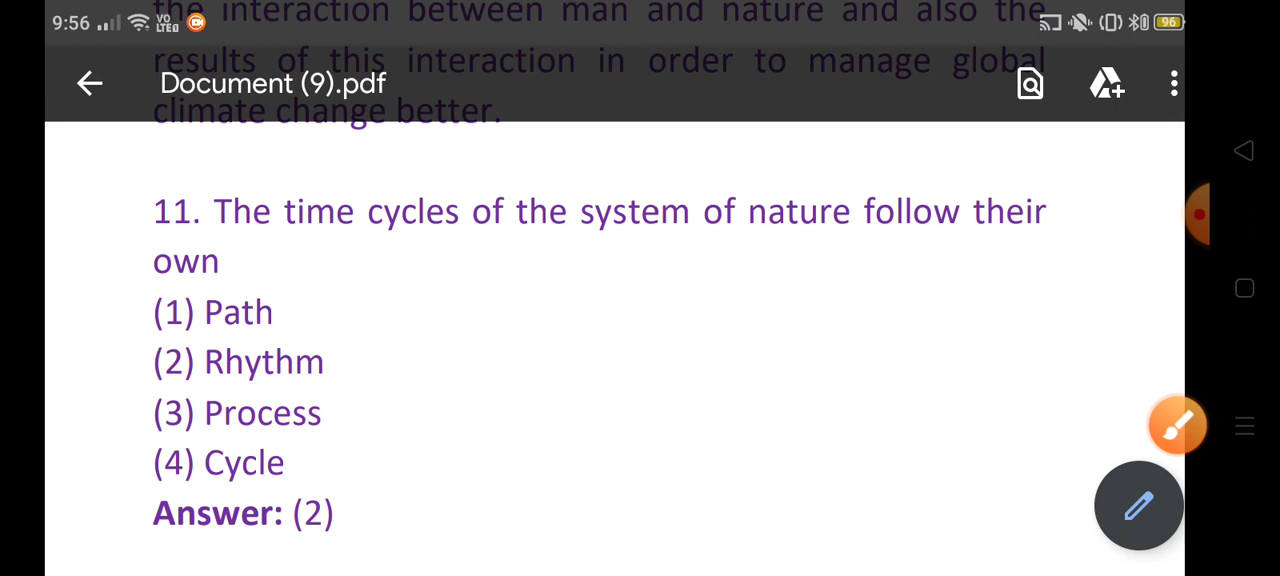 the interaction between man and nature and also the
9:56 VO LTE 96
results of this interaction in order to manage global
Document (9).pdf
climate change better.
11. The time cycles of the system of nature follow their
own
(1) Path
(2) Rhythm
(3) Process
(4) Cycle
Answer: (2)